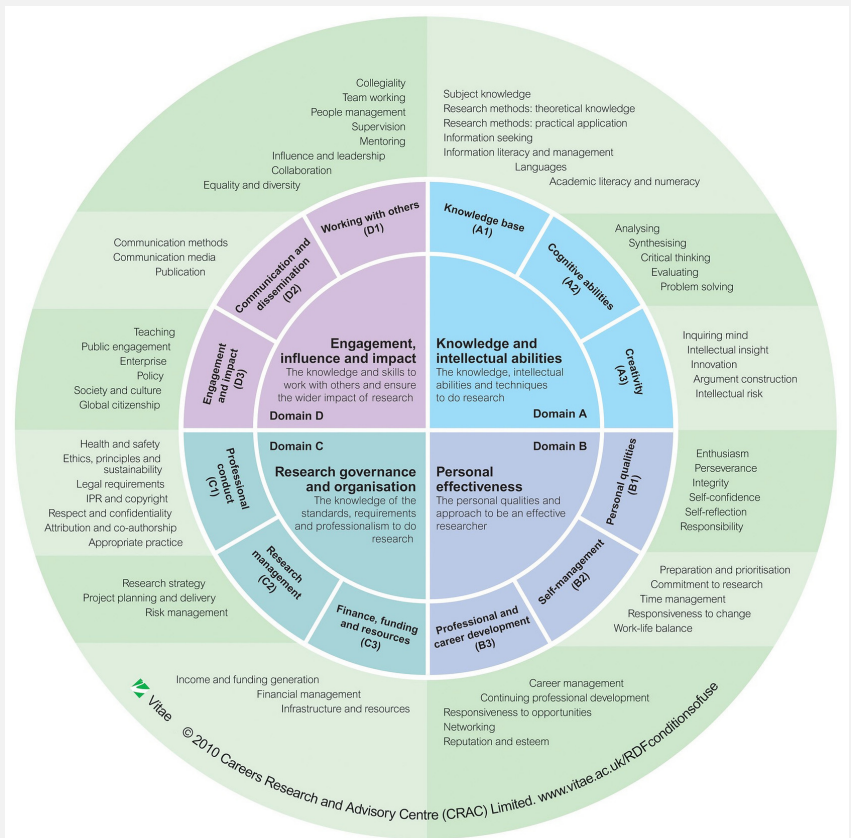 Collegiality
Team working
People management
Supervision
Mentoring
Influence and leadership
Collaboration
Equality and diversity
Subject knowledge
Research methods: theoretical knowledge
Research methods: practical application
Information seeking
Information literacy and management
Languages
Academic literacy and numeracy
Working with others
(D1)
Knowledge base
(A1)
Communication methods
Communication media
Publication
Communication and
dissemination
(D2)
Cognitive abilities
(A2)
Analysing
Synthesising
Critical thinking
Evaluating
Problem solving
Teaching
Public engagement
Enterprise
Policy
Society and culture
Global citizenship
Engagement
and impact
(D3)
Engagement,
influence and impact
The knowledge and skills to
work with others and ensure
the wider impact of research
Domain D
Knowledge and
intellectual abilities
The knowledge, intellectual
abilities and techniques
to do research
Domain A
Creativity
(A3)
Inquiring mind
Intellectual insight
Innovation
Argument construction
Intellectual risk
Health and safety
Ethics, principles and
sustainability
Legal requirements
IPR and copyright
Respect and confidentiality
Attribution and co-authorship
Appropriate practice
Professional
conduct
(C1)
Domain C
Research governance
and organisation
The knowledge of the
standards, requirements
and professionalism to do
research
Domain B
Personal
effectiveness
The personal qualities and
approach to be an effective
researcher
Personal qualities
(B1)
Enthusiasm
Perseverance
Integrity
Self-confidence
Self-reflection
Responsibility
Research strategy
Project planning and delivery
Risk management
Research
management
(C2)
Self-management
(B2)
Preparation and prioritisation
Commitment to research
Time management
Responsiveness to change
Work-life balance
Finance, funding
and resources
(C3)
Professional and
career development
(B3)
Income and funding generation
Financial management
Infrastructure and resources
Career management
Continuing professional development
Responsiveness to opportunities
Networking
Reputation and esteem
Vitae
© 2010 Careers Research and Advisory Centre (CRAC) Limited. www.vitae.ac.uk/RDFconditionsofuse